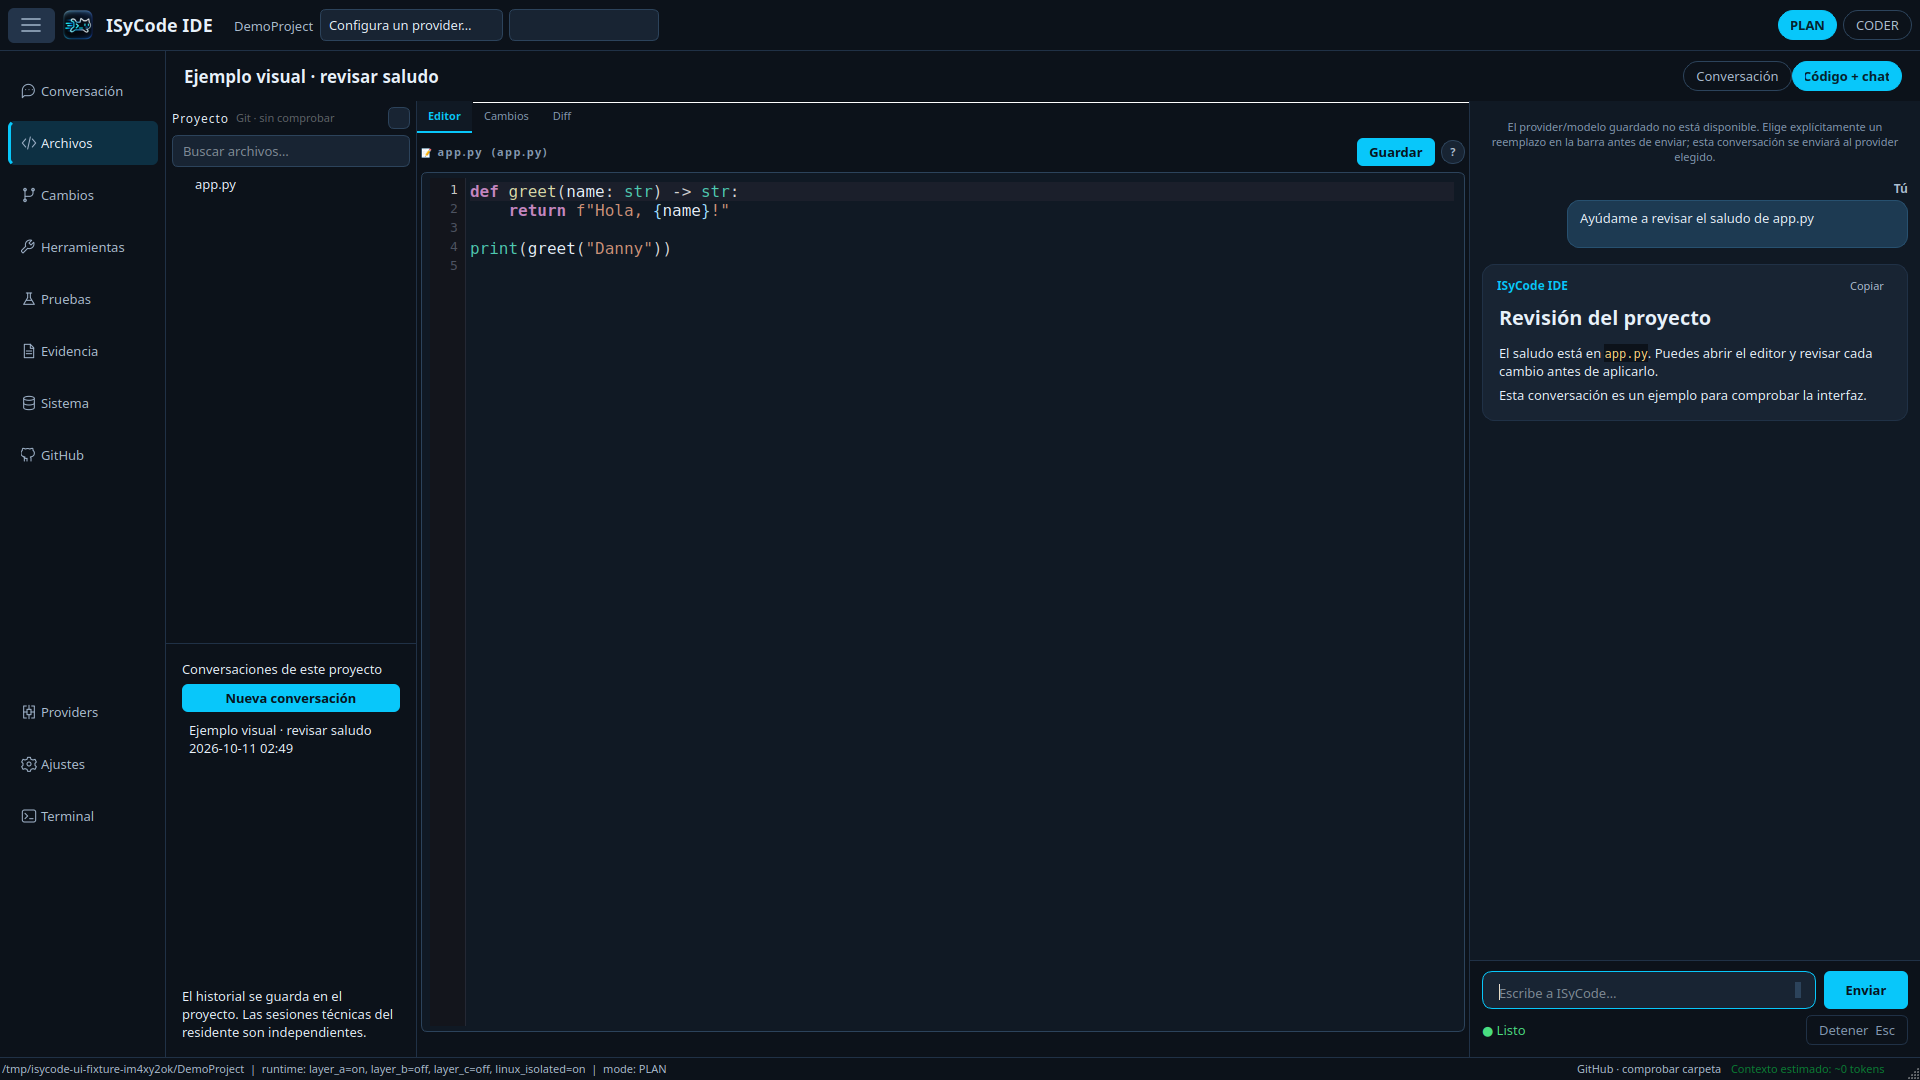 ISyCode IDE
DemoProject
Configura un provider...
PLAN
CODER
Conversación
Archivos
Cambios
Herramientas
Pruebas
Evidencia
Sistema
GitHub
Providers
Ajustes
Terminal
Ejemplo visual · revisar saludo
Conversación
Código + chat
Proyecto Git · sin comprobar
Buscar archivos...
app.py
Conversaciones de este proyecto
Nueva conversación
Ejemplo visual · revisar saludo
2026-10-11 02:49
El historial se guarda en el
proyecto. Las sesiones técnicas del
residente son independientes.
Editor Cambios Diff
app.py (app.py)
Guardar
?
1 def greet(name: str) -> str:
2     return f"Hola, {name}!"
3
4 print(greet("Danny"))
5
El provider/modelo guardado no está disponible. Elige explícitamente un
reemplazo en la barra antes de enviar; esta conversación se enviará al provider
elegido.
Tú
Ayúdame a revisar el saludo de app.py
ISyCode IDE
Copiar
Revisión del proyecto
El saludo está en app.py. Puedes abrir el editor y revisar cada
cambio antes de aplicarlo.
Esta conversación es un ejemplo para comprobar la interfaz.
Escribe a ISyCode...
Enviar
Listo
Detener Esc
/tmp/isycode-ui-fixture-im4xy2ok/DemoProject | runtime: layer_a=on, layer_b=off, layer_c=off, linux_isolated=on | mode: PLAN
GitHub · comprobar carpeta
Contexto estimado: ~0 tokens